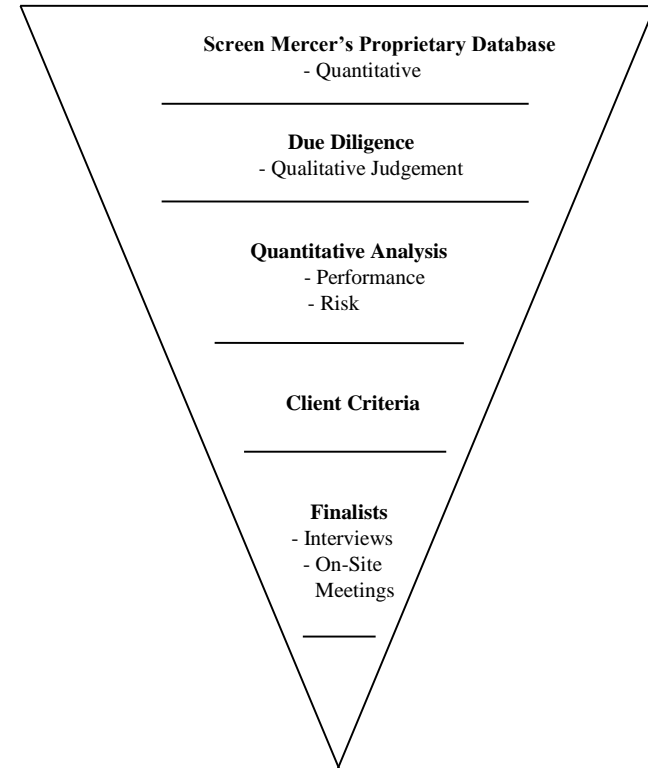 Screen Mercer's Proprietary Database
- Quantitative
Due Diligence
- Qualitative Judgement
Quantitative Analysis
- Performance
- Risk
Client Criteria
Finalists
- Interviews
- On-Site
Meetings